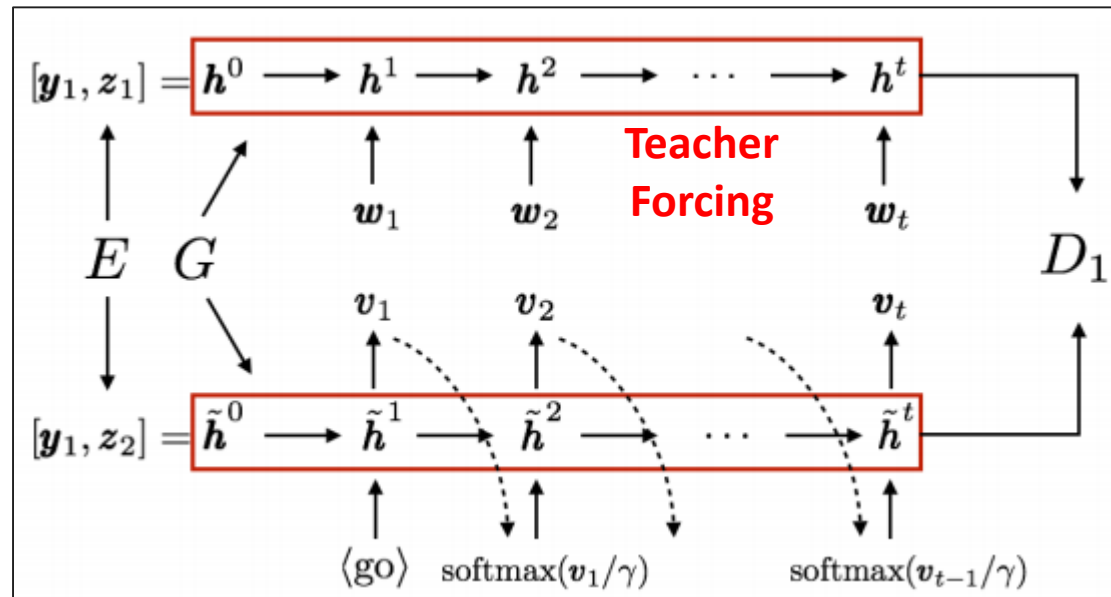 [y₁, z₁] = h⁰ h¹ h² ··· hᵗ
Teacher
Forcing
w₁ w₂ wₜ
E G D₁
v₁ v₂ vₜ
[y₁, z₂] = h̃⁰ h̃¹ h̃² ··· h̃ᵗ
⟨go⟩ softmax(v₁/γ) softmax(vₜ₋₁/γ)